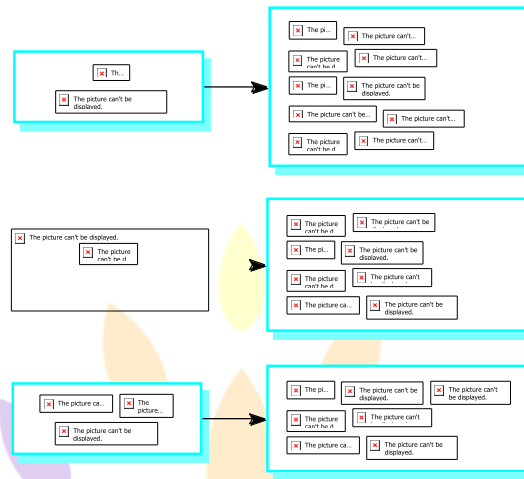 Th...
The picture can't be
displayed.
The pi...
The picture can't...
The picture
can't be d
The picture can't...
The pi...
The picture can't be
displayed.
The picture can't be...
The picture can't...
The picture
can't be d
The picture can't...
The picture can't be displayed.
The picture
can't be d
The picture
can't be d
The picture can't be
The pi...
The picture can't be
displayed.
The picture
can't be d
The picture can't
The picture ca...
The picture can't be
displayed.
The picture ca...
The
picture...
The picture can't be
displayed.
The pi...
The picture can't be
displayed.
The picture can't
be displayed.
The picture
can't be d
The picture can't
The picture ca...
The picture can't be
displayed.